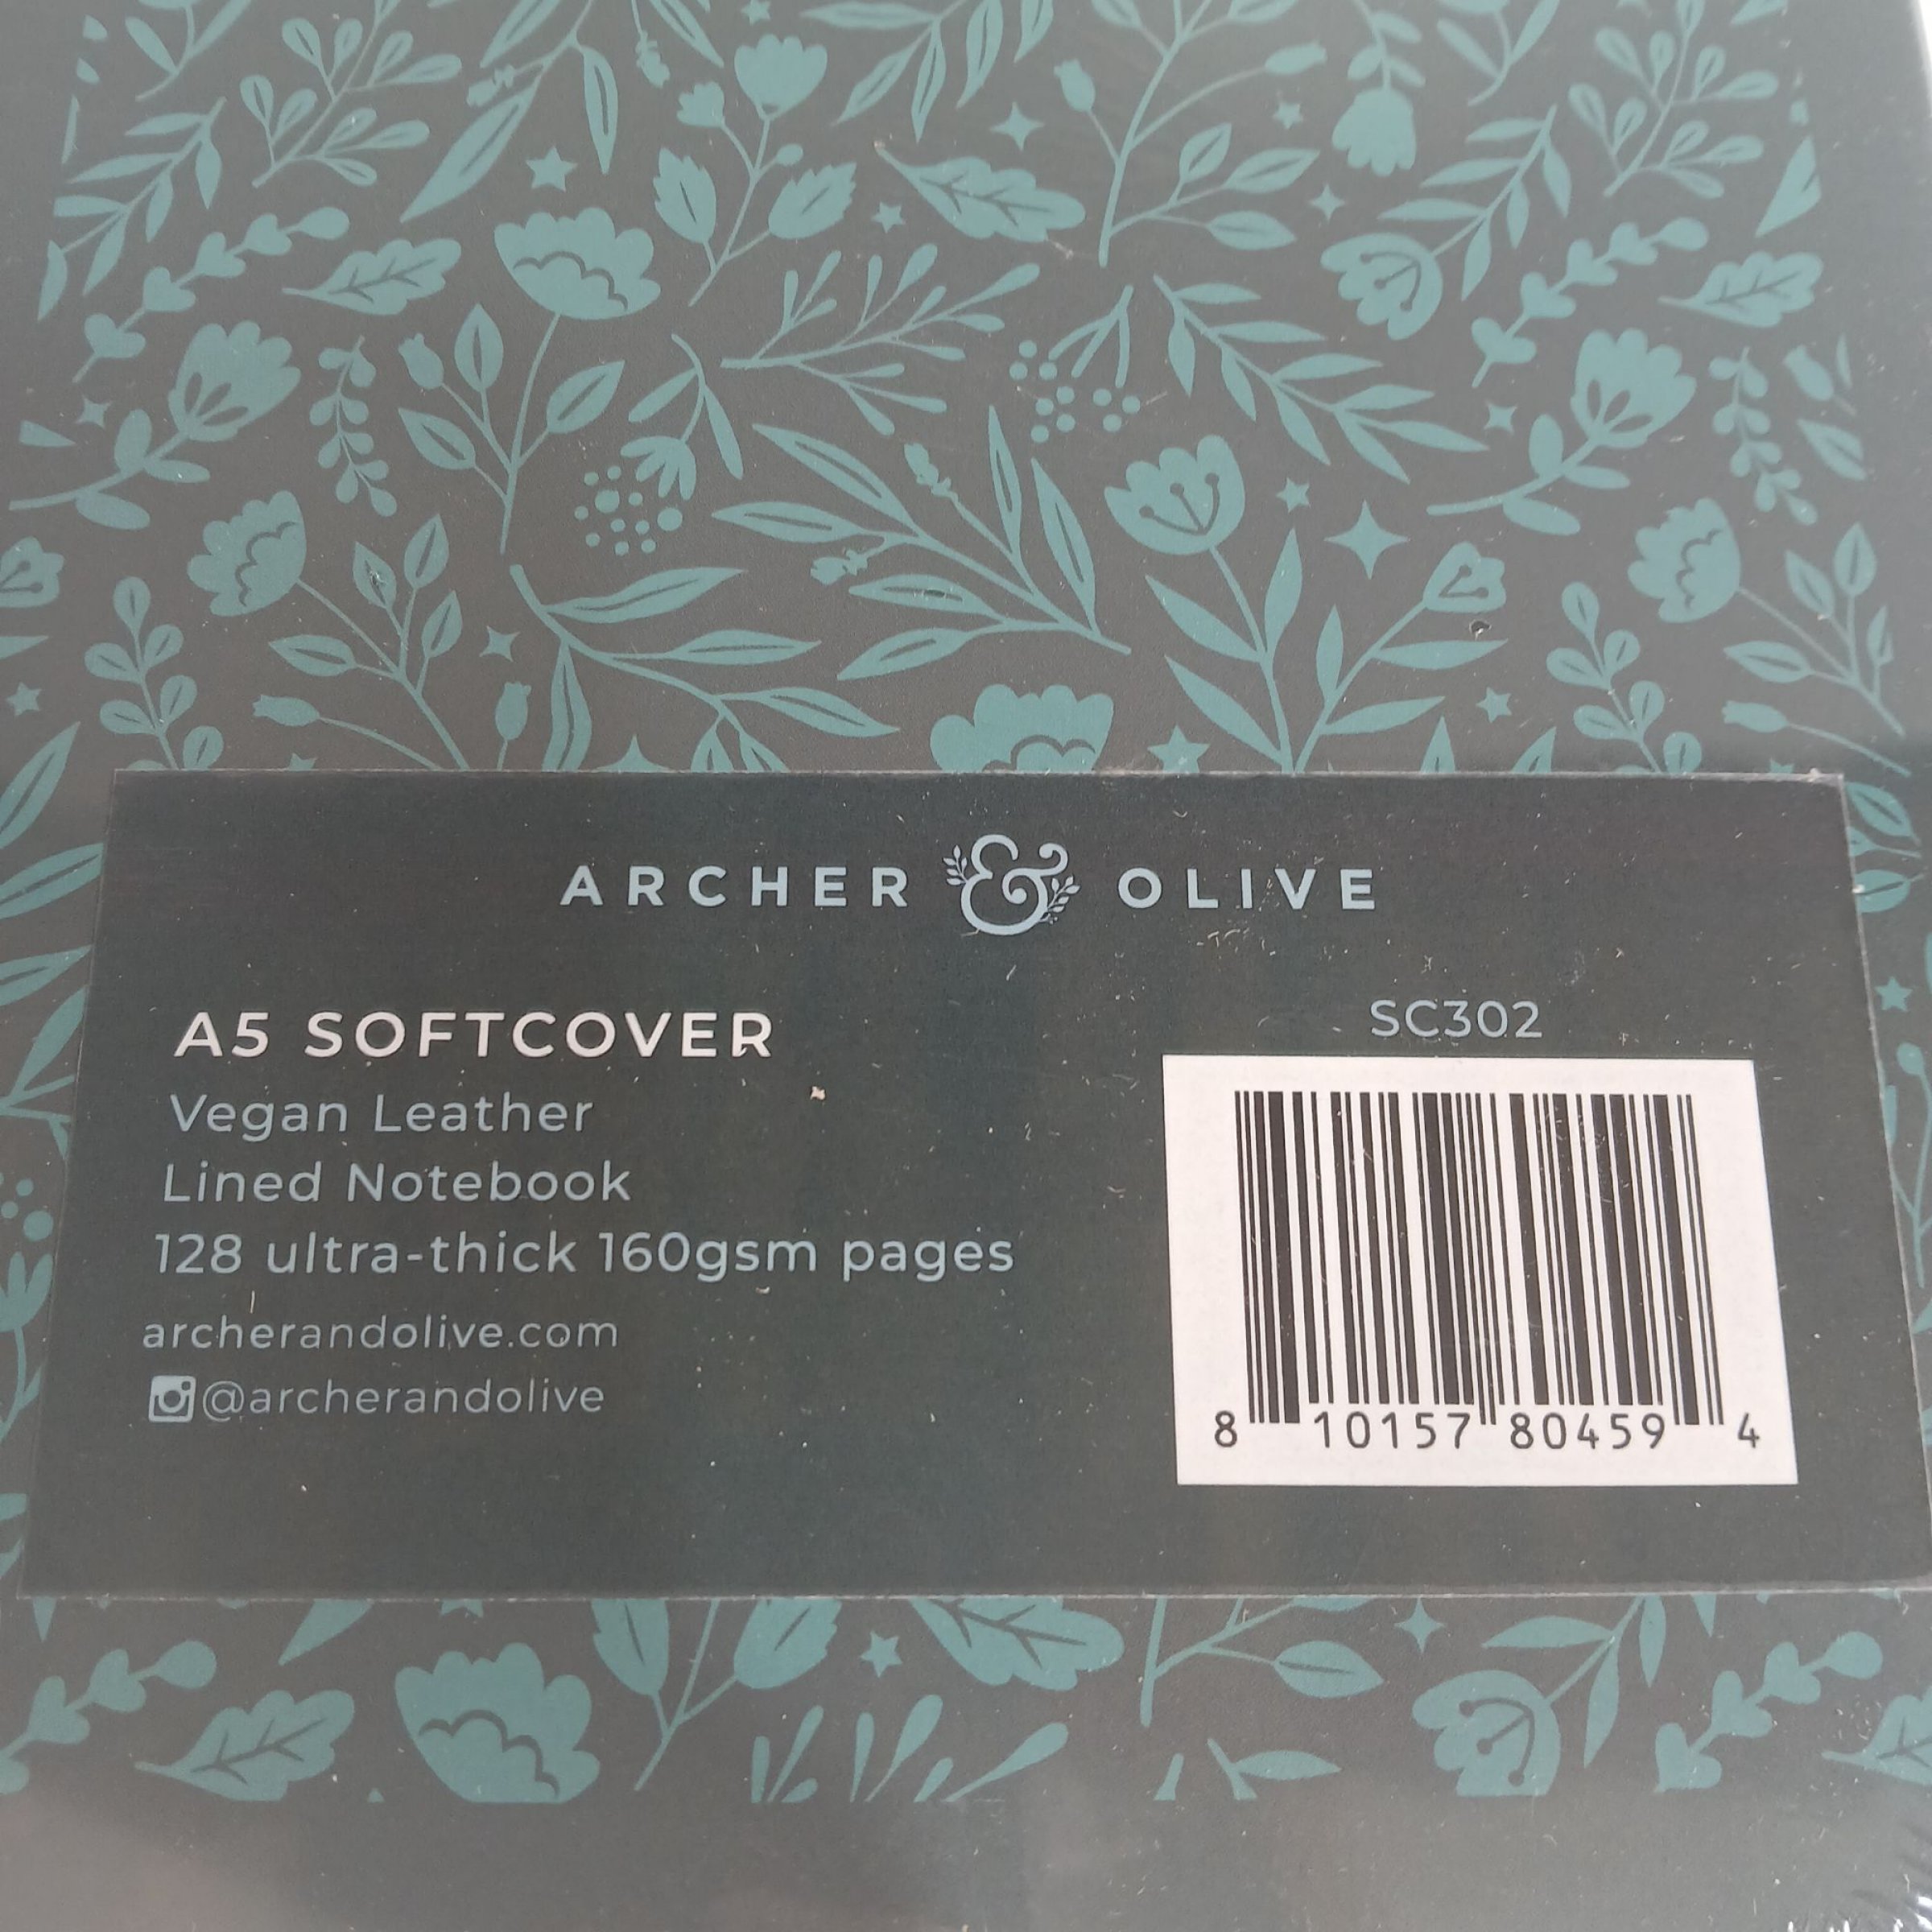 ARCHER & OLIVE
A5 SOFTCOVER
Vegan Leather
Lined Notebook
128 ultra-thick 160gsm pages
archerandolive.com
@archerandolive
SC302
8 10157 80459 4